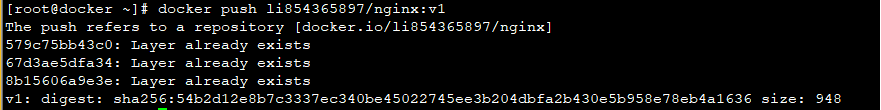 [root@docker ~]# docker push li854365897/nginx:v1
The push refers to a repository [docker.io/li854365897/nginx]
579c75bb43c0: Layer already exists
67d3ae5dfa34: Layer already exists
8b15606a9e3e: Layer already exists
v1: digest: sha256:54b2d12e8b7c3337ec340be45022745ee3b204dbfa2b430e5b958e78eb4a1636 size: 948